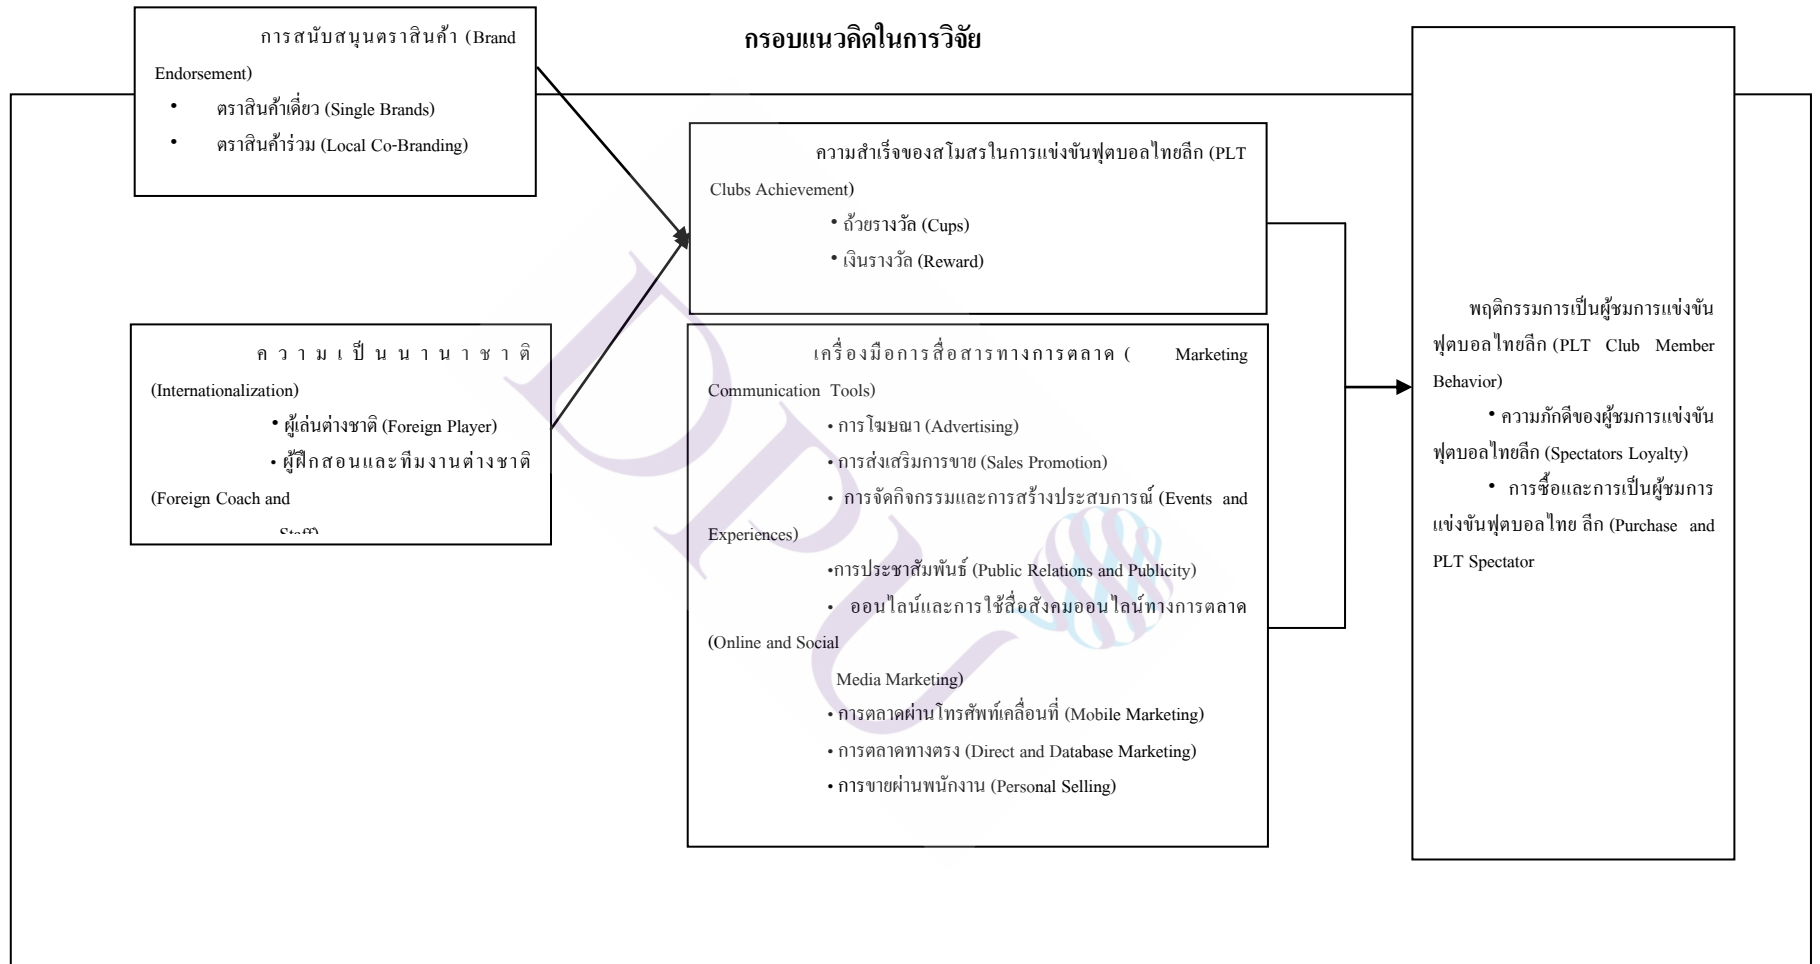 กรอบแนวคิดในการวิจัย
การสนับสนุนตราสินค้า (Brand
Endorsement)
• ตราสินค้าเดี่ยว (Single Brands)
• ตราสินค้าร่วม (Local Co-Branding)
ความเป็นนานาชาติ
(Internationalization)
• ผู้เล่นต่างชาติ (Foreign Player)
• ผู้ฝึกสอนและทีมงานต่างชาติ
(Foreign Coach and
Staff)
ความสำเร็จของสโมสรในการแข่งขันฟุตบอลไทยลีก (PLT
Clubs Achievement)
• ถ้วยรางวัล (Cups)
• เงินรางวัล (Reward)
เครื่องมือการสื่อสารทางการตลาด ( Marketing
Communication Tools)
• การโฆษณา (Advertising)
• การส่งเสริมการขาย (Sales Promotion)
• การจัดกิจกรรมและการสร้างประสบการณ์ (Events and
Experiences)
•การประชาสัมพันธ์ (Public Relations and Publicity)
• ออนไลน์และการใช้สื่อสังคมออนไลน์ทางการตลาด
(Online and Social
Media Marketing)
• การตลาดผ่านโทรศัพท์เคลื่อนที่ (Mobile Marketing)
• การตลาดทางตรง (Direct and Database Marketing)
• การขายผ่านพนักงาน (Personal Selling)
พฤติกรรมการเป็นผู้ชมการแข่งขัน
ฟุตบอลไทยลีก (PLT Club Member
Behavior)
• ความภักดีของผู้ชมการแข่งขัน
ฟุตบอลไทยลีก (Spectators Loyalty)
• การซื้อและการเป็นผู้ชมการ
แข่งขันฟุตบอลไทย ลีก (Purchase and
PLT Spectator
DPU